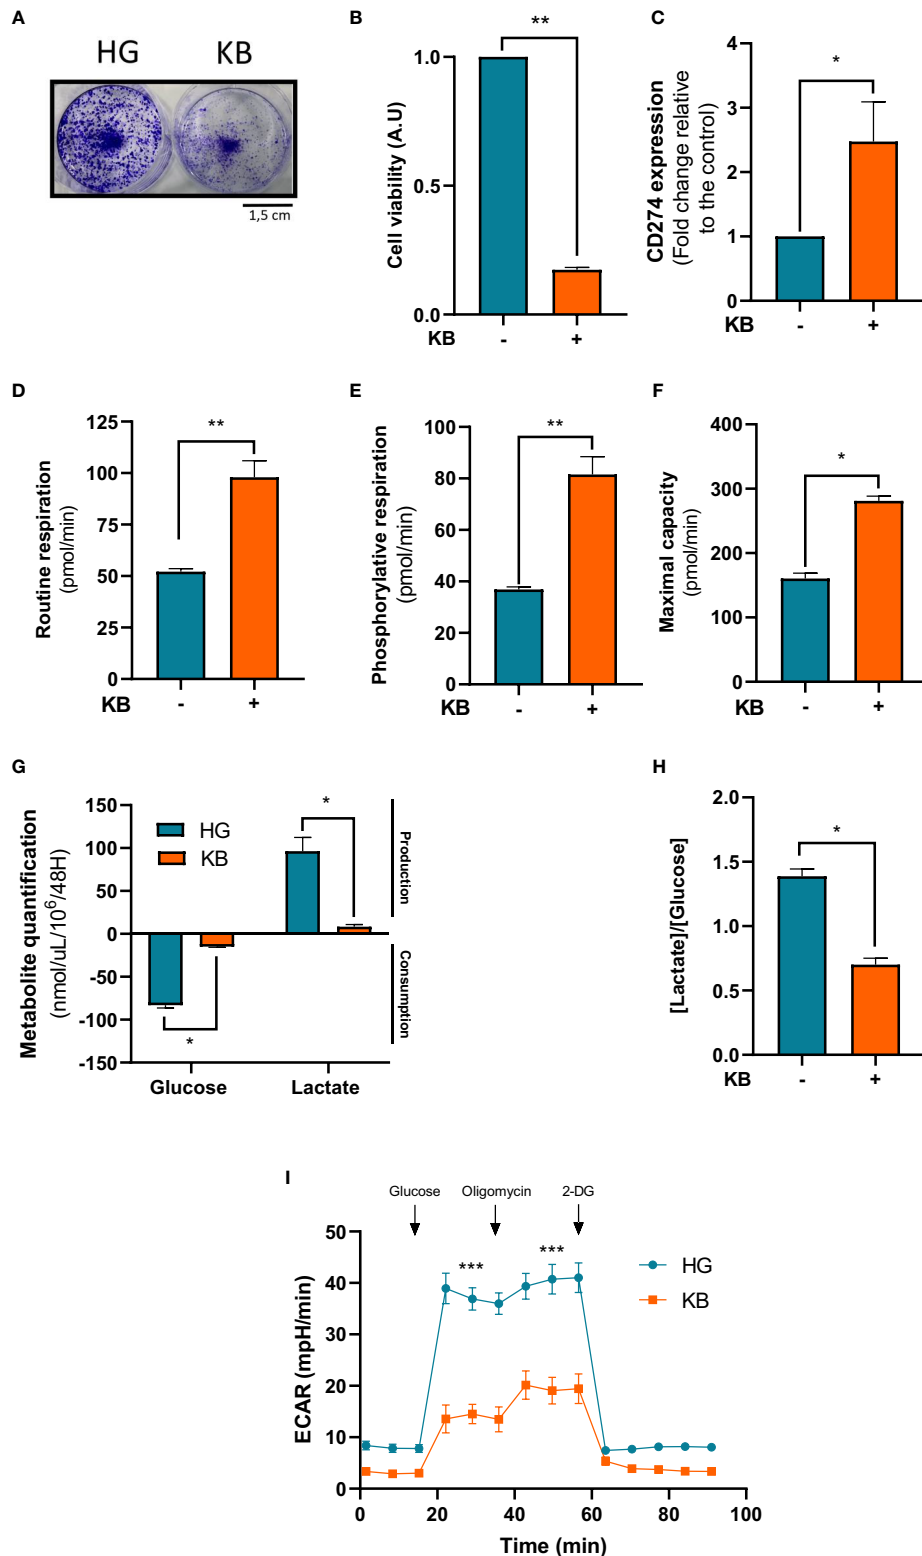 A
HG KB
1,5 cm
B
**
Cell viability (A.U)
1.0
0.5
0.0
KB - +
C
*
CD274 expression
(Fold change relative
to the control)
4
3
2
1
0
KB - +
D
**
Routine respiration
(pmol/min)
125
100
75
50
25
0
KB - +
E
**
Phosphorylative respiration
(pmol/min)
100
80
60
40
20
0
KB - +
F
*
Maximal capacity
(pmol/min)
400
300
200
100
0
KB - +
G
Metabolite quantification
(nmol/uL/10⁶/48H)
150
100
50
0
-50
-100
-150
HG
KB
*
*
Production
Consumption
Glucose Lactate
H
*
[Lactate]/[Glucose]
2.0
1.5
1.0
0.5
0.0
KB - +
I
Glucose Oligomycin 2-DG
ECAR (mpH/min)
50
40
30
20
10
0
*** ***
HG
KB
0 20 40 60 80 100
Time (min)